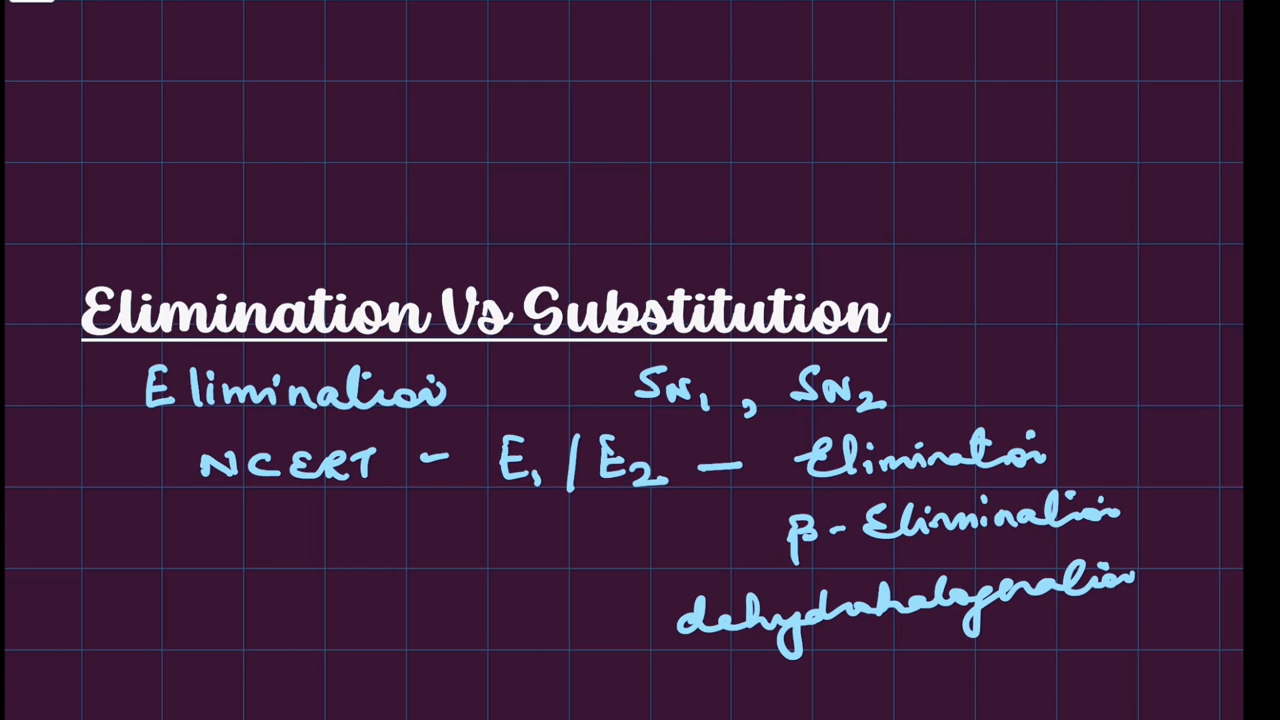 Elimination Vs Substitution
Elimination SN1, SN2
NCERT - E1/E2 - Elimination
β-Elimination
dehydrohalogenation